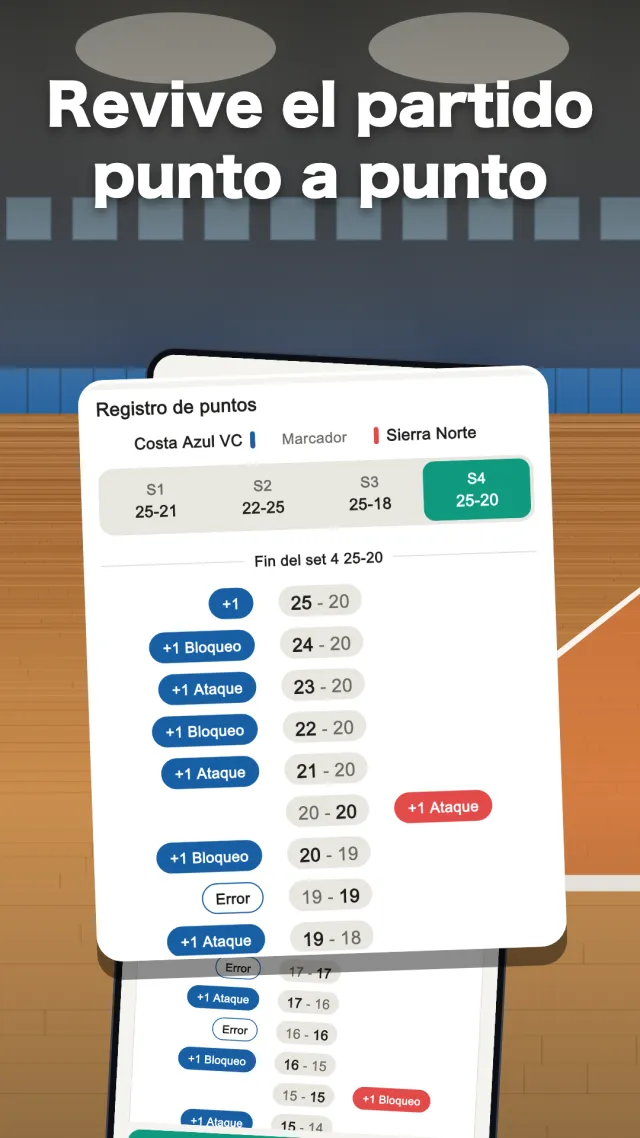 Revive el partido
punto a punto
Registro de puntos
Costa Azul VC Marcador Sierra Norte
S1 S2 S3 S4
25-21 22-25 25-18 25-20
Fin del set 4 25-20
+1 25 - 20
+1 Bloqueo 24 - 20
+1 Ataque 23 - 20
+1 Bloqueo 22 - 20
+1 Ataque 21 - 20
20 - 20 +1 Ataque
+1 Bloqueo 20 - 19
Error 19 - 19
+1 Ataque 19 - 18
Error 17 - 17
+1 Ataque 17 - 16
Error 16 - 16
+1 Bloqueo 16 - 15
15 - 15 +1 Bloqueo
+1 Ataque 15 - 14